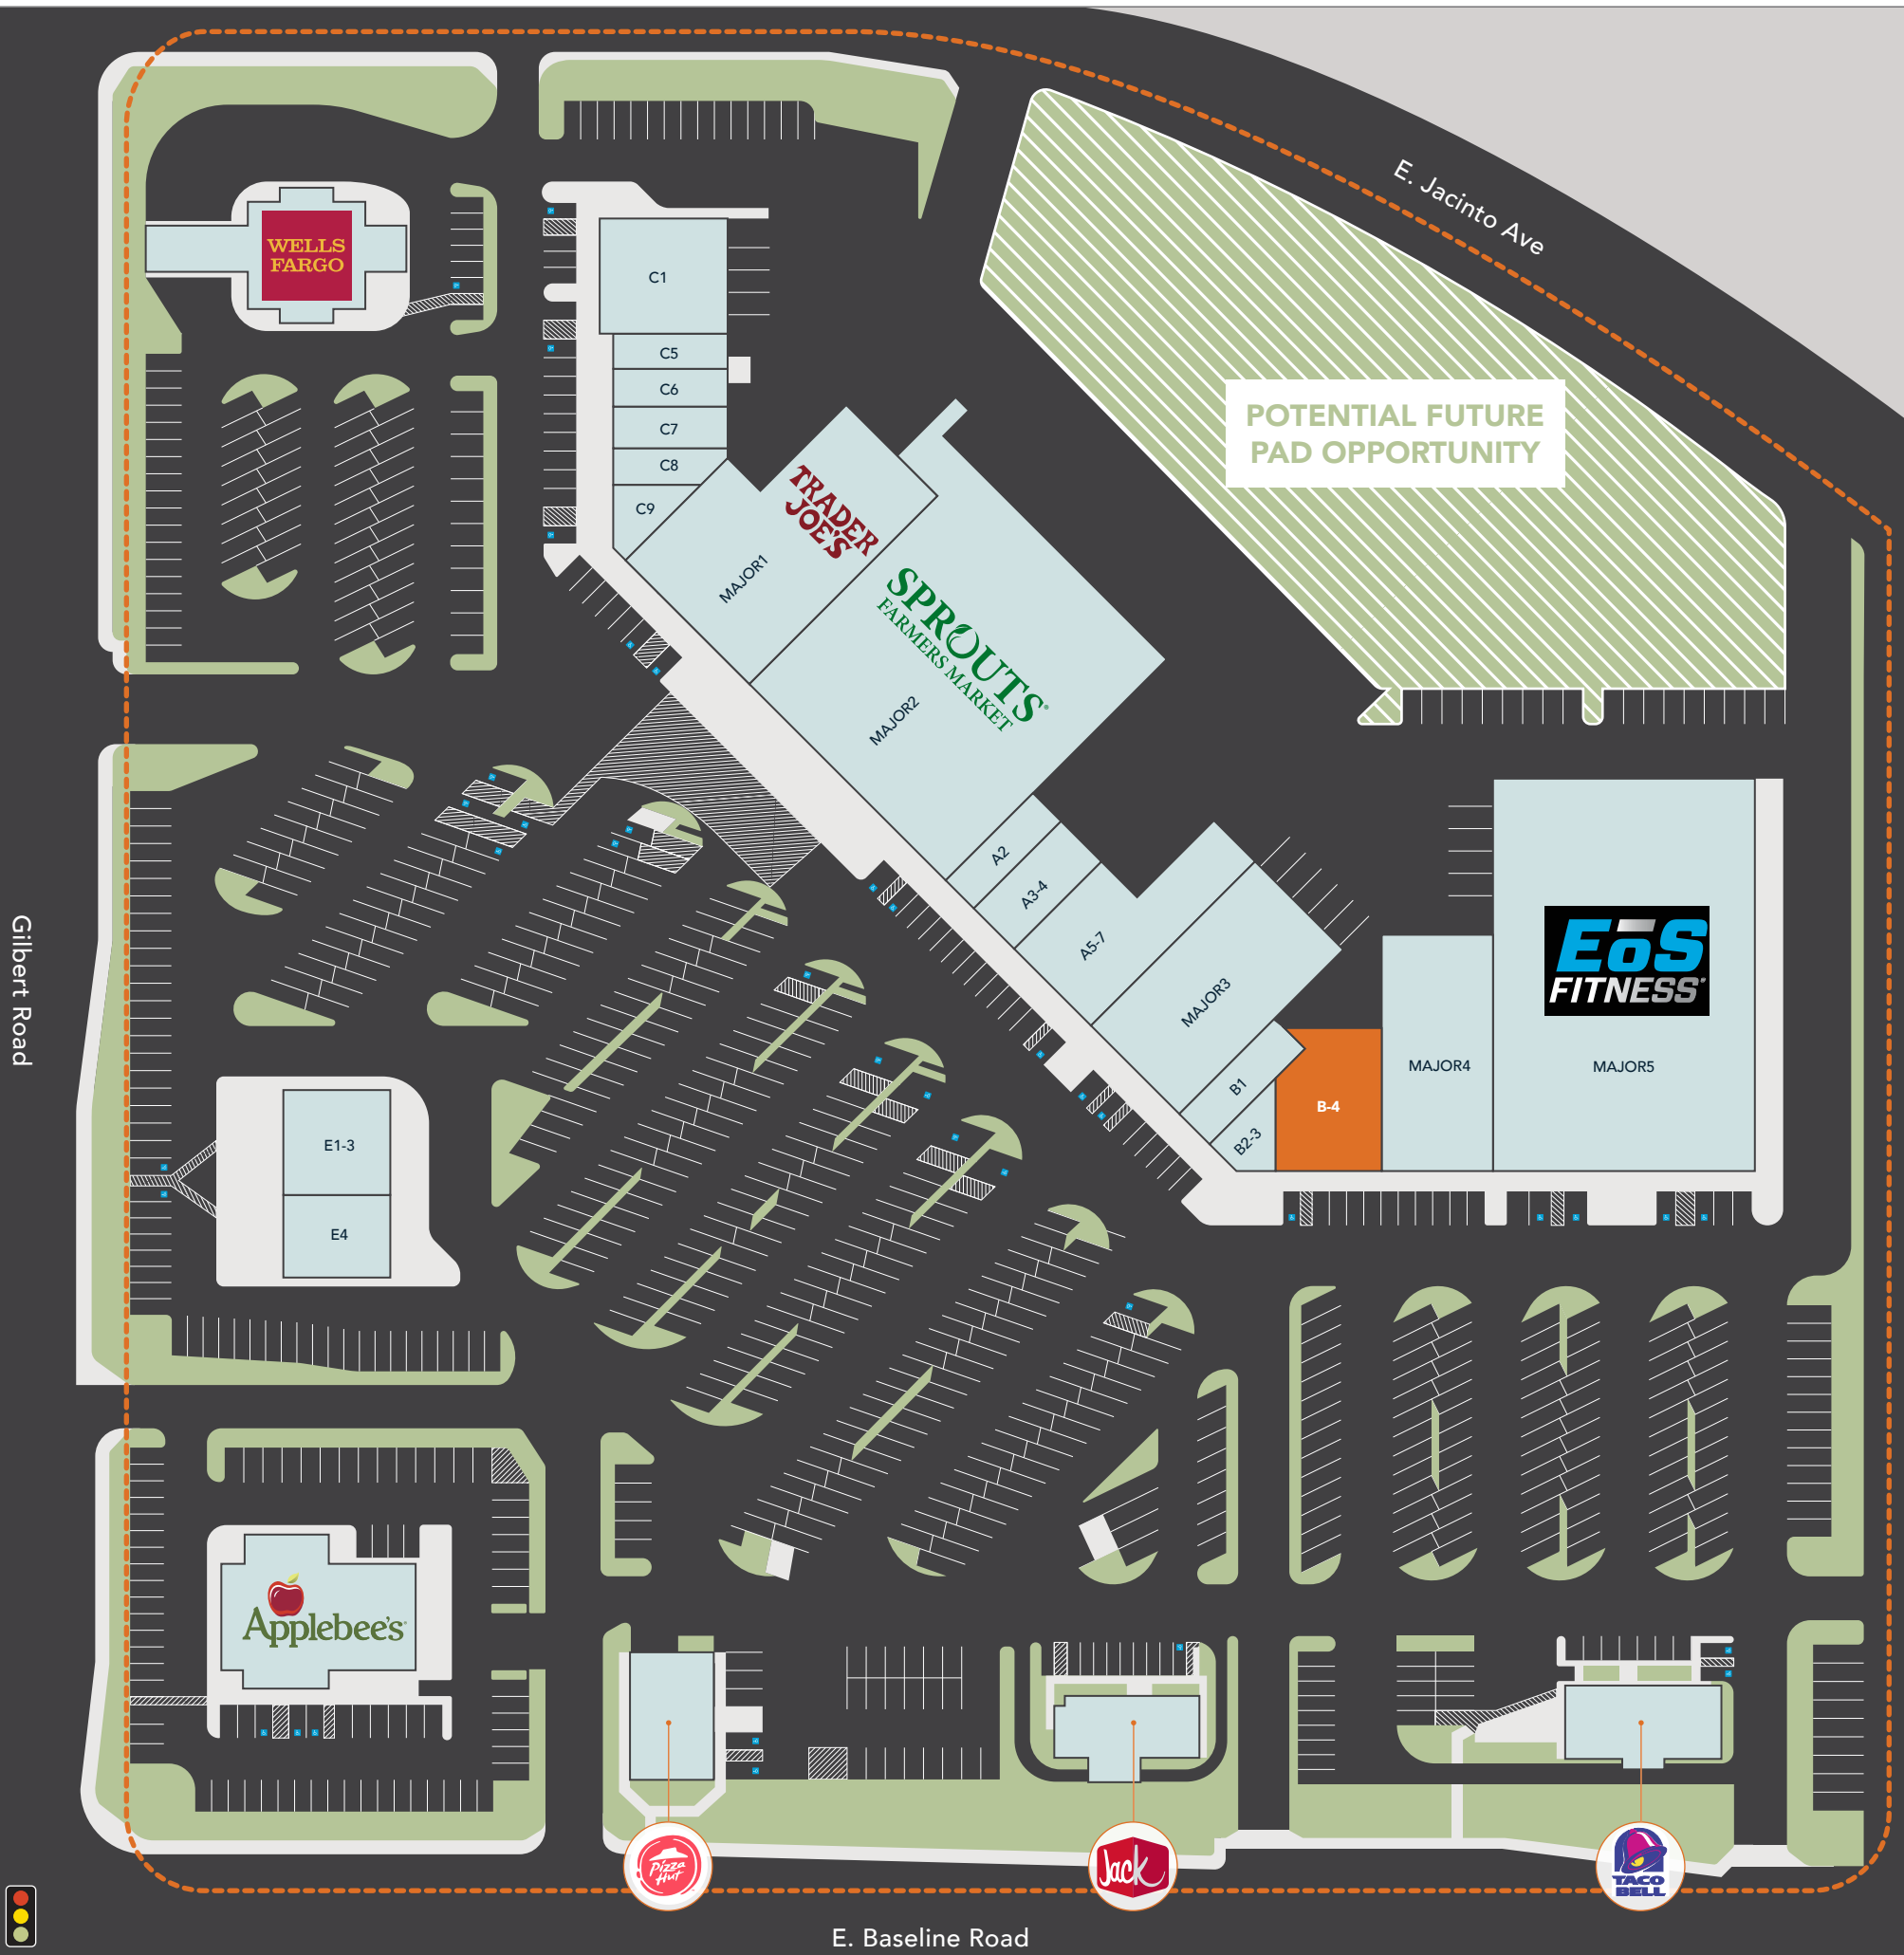 E. Jacinto Ave
WELLS
FARGO
C1
C5
C6
C7
C8
C9
POTENTIAL FUTURE
PAD OPPORTUNITY
TRADER
JOE'S
MAJOR1
SPROUTS
FARMERS MARKET
MAJOR2
A2
A3-4
A5-7
MAJOR3
B1
B2-3
B-4
MAJOR4
EōS
FITNESS
MAJOR5
Gilbert Road
E1-3
E4
Applebee's
Pizza
Hut
Jack
TACO
BELL
E. Baseline Road